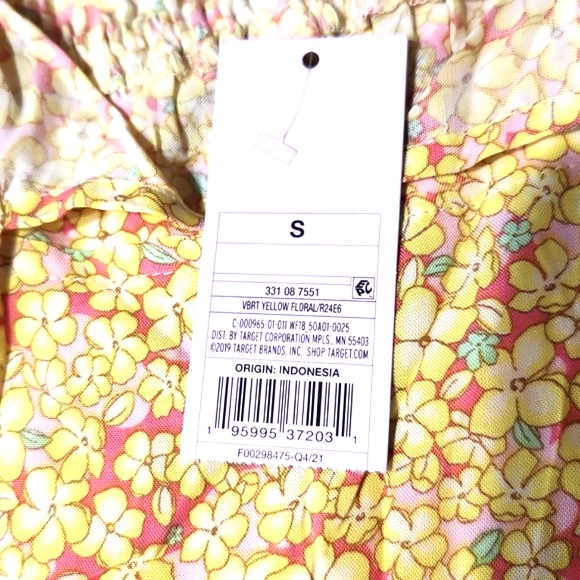 S
331 08 7551
VBRT YELLOW FLORAL/R24E6
C-000965-01-011 WF18 50A01-0025
DIST. BY TARGET CORPORATION MPLS., MN 55403
©2019 TARGET BRANDS, INC. SHOP TARGET.COM
ORIGIN: INDONESIA
1 95995 37203 1
F00298475-Q4/21